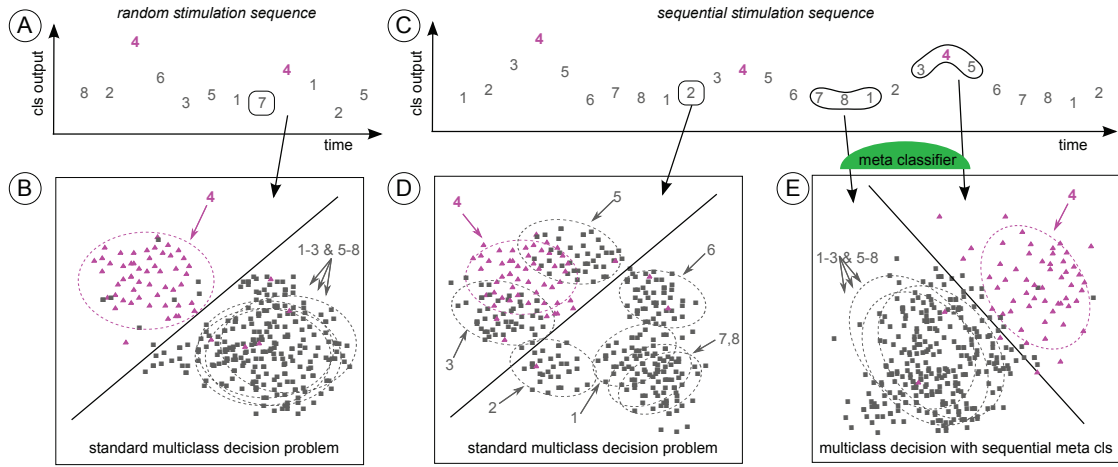 random stimulation sequence
sequential stimulation sequence
A
cls output
8 2 4 6 3 5 1 7 4 1 2 5
time
C
cls output
1 2 3 4 5 6 7 8 1 2 3 4 5 6 7 8 1 2 3 4 5 6 7 8 1 2
time
meta classifier
B
4
1-3 & 5-8
standard multiclass decision problem
D
4
5
6
7,8
3
2
1
standard multiclass decision problem
E
4
1-3 & 5-8
multiclass decision with sequential meta cls